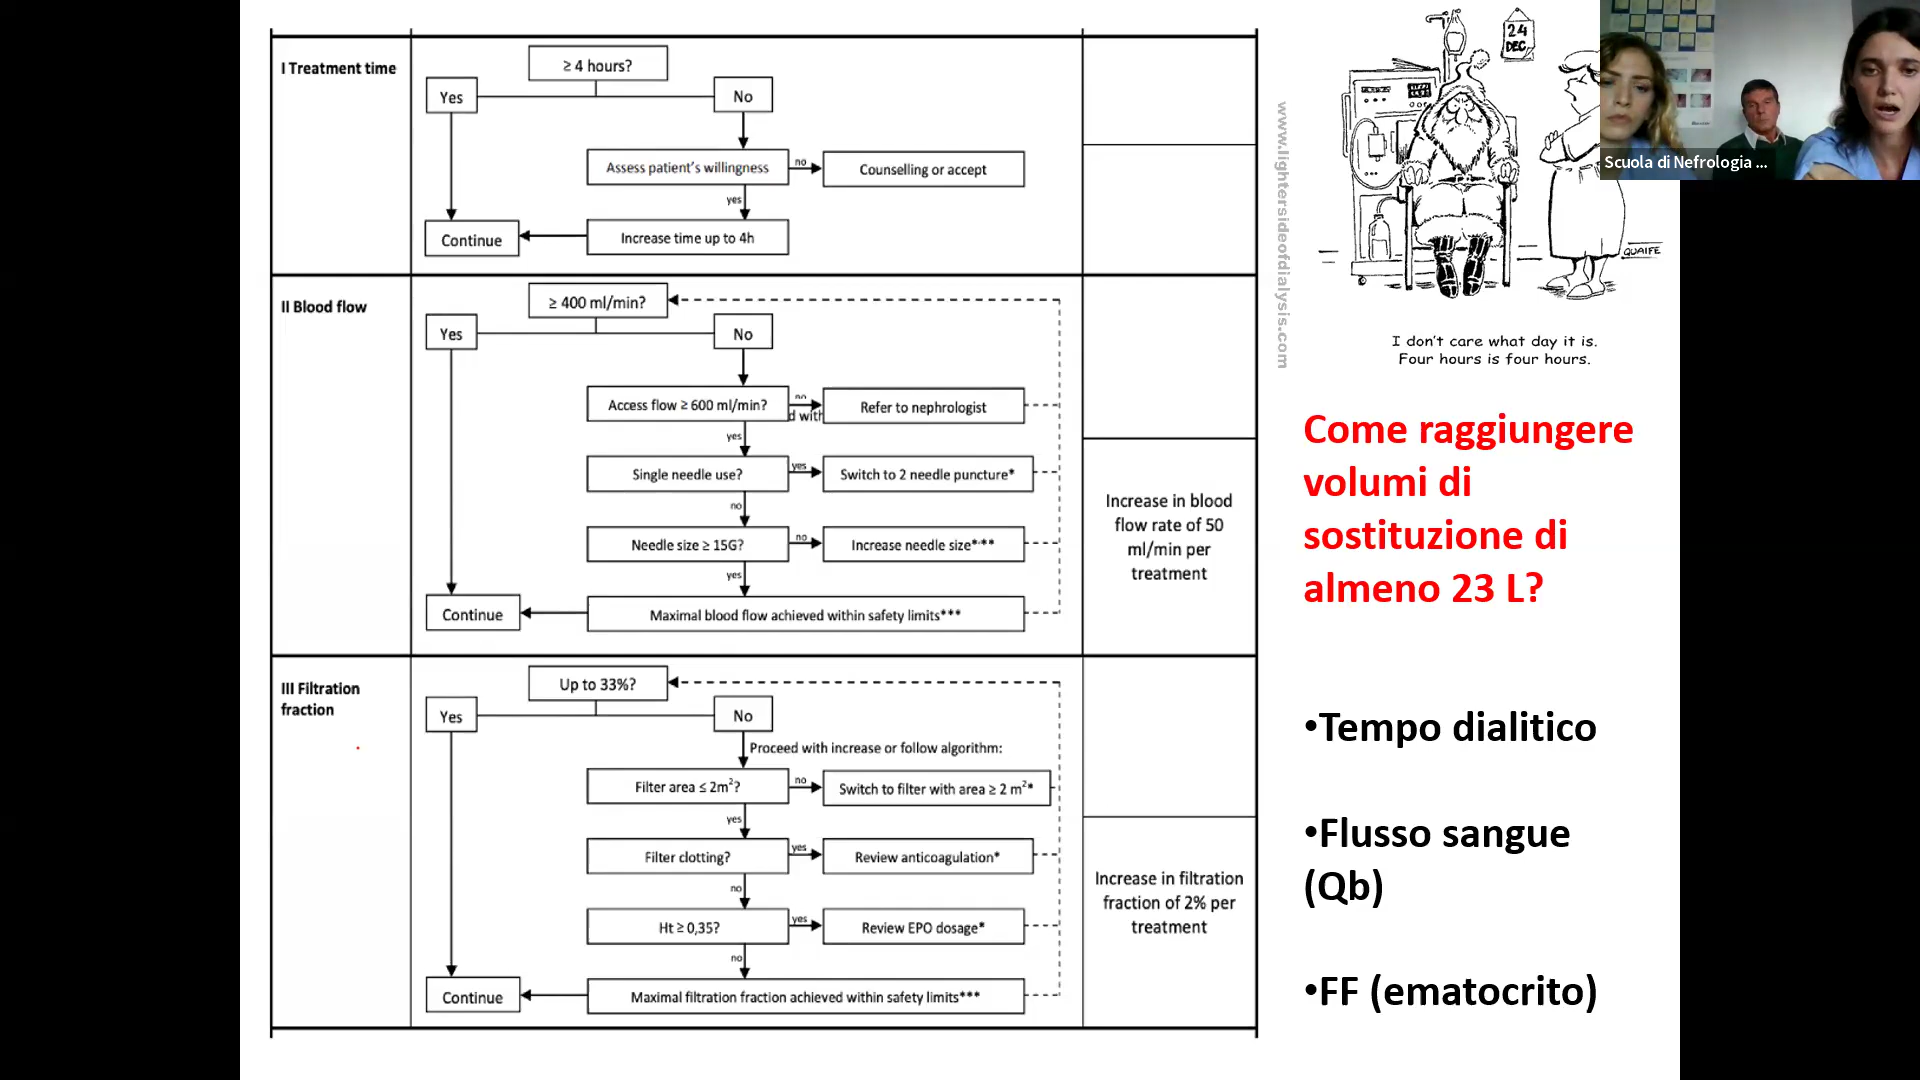 I Treatment time
≥ 4 hours?
Yes
No
Assess patient's willingness
no
Counselling or accept
yes
Continue
Increase time up to 4h
II Blood flow
≥ 400 ml/min?
Yes
No
Access flow ≥ 600 ml/min?
no
d with
Refer to nephrologist
yes
Single needle use?
yes
Switch to 2 needle puncture*
no
Needle size ≥ 15G?
no
Increase needle size*,**
yes
Continue
Maximal blood flow achieved within safety limits***
Increase in blood
flow rate of 50
ml/min per
treatment
III Filtration
fraction
Up to 33%?
Yes
No
Proceed with increase or follow algorithm:
Filter area ≤ 2m²?
no
Switch to filter with area ≥ 2 m²*
yes
Filter clotting?
yes
Review anticoagulation*
no
Ht ≥ 0,35?
yes
Review EPO dosage*
no
Continue
Maximal filtration fraction achieved within safety limits***
Increase in filtration
fraction of 2% per
treatment
www.lightersideofdialysis.com
24
DEC
QUAIFE
I don't care what day it is.
Four hours is four hours.
Scuola di Nefrologia ...
Come raggiungere
volumi di
sostituzione di
almeno 23 L?
•Tempo dialitico
•Flusso sangue
(Qb)
•FF (ematocrito)